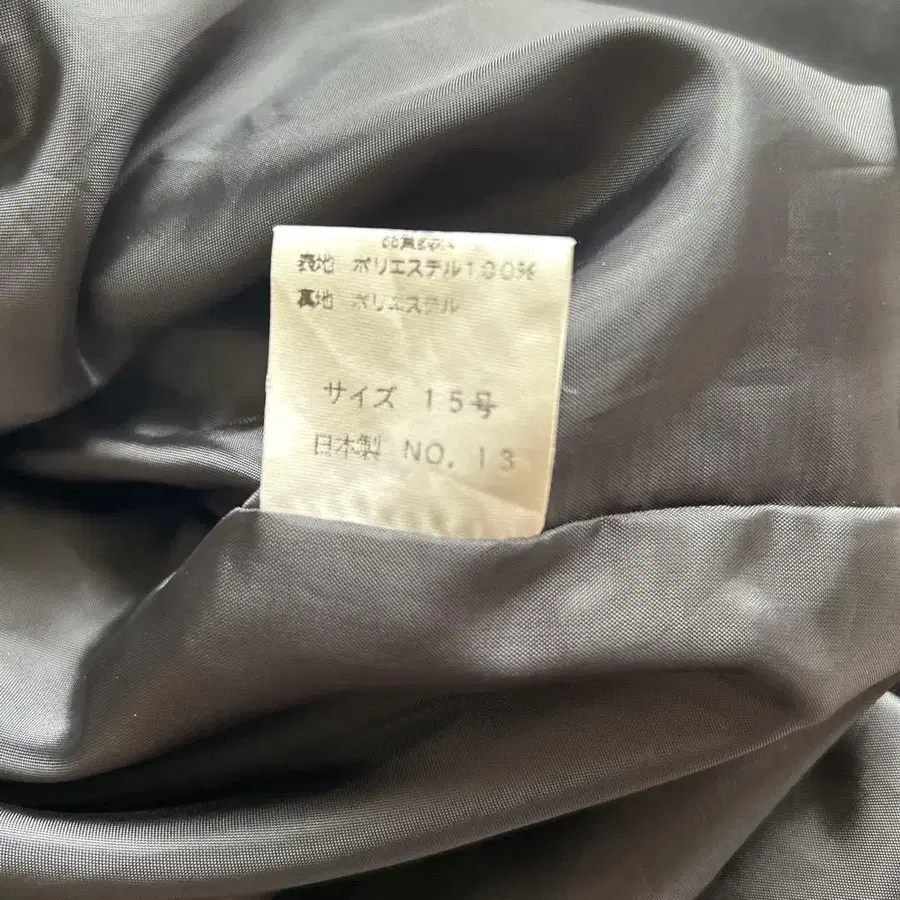 表地 ポリエステル100%
裏地 ポリエステル
サイズ 15号
日本製 NO. 13